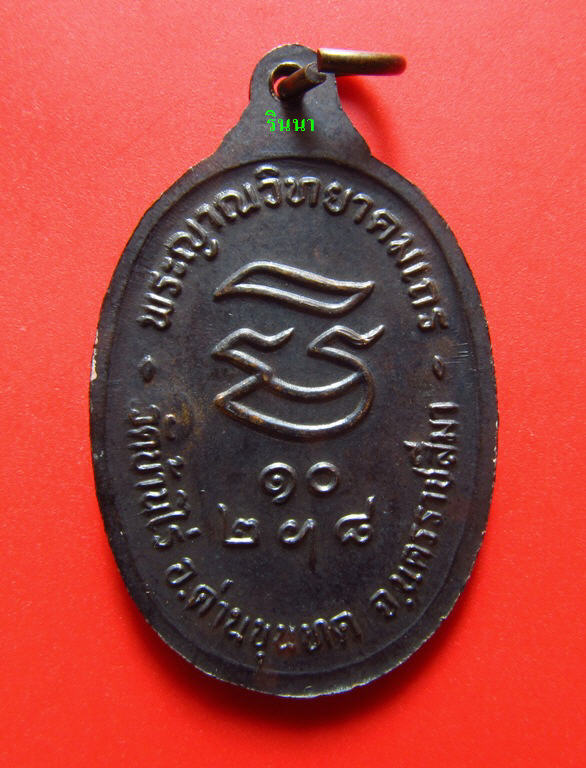 รินนา
พระญาณวิทยาคมเถร
๑๐
๒ ๙ ๘
วัดบ้านไร่ อ.ด่านขุนทด จ.นครราชสีมา